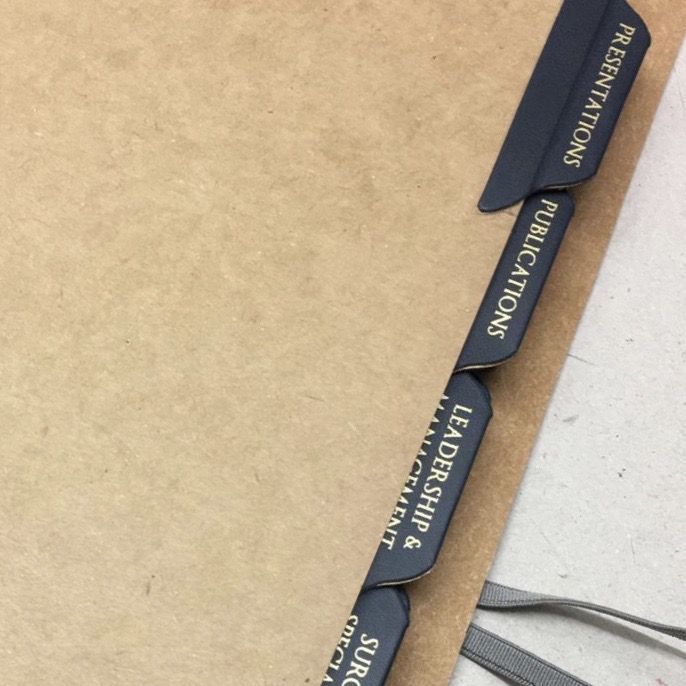 PRESENTATIONS
PUBLICATIONS
LEADERSHIP &
MANAGEMENT